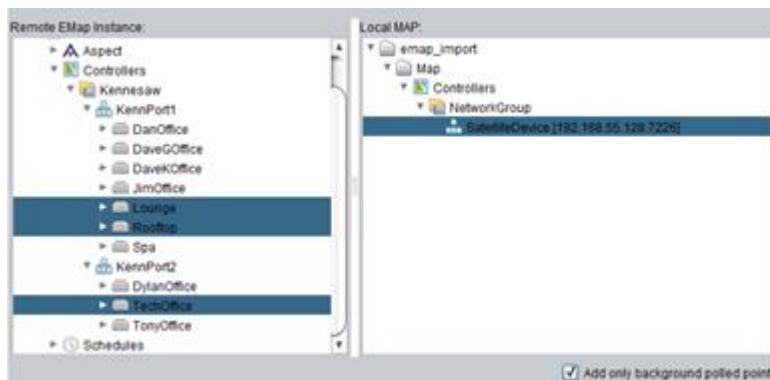 Remote EMap Instance:
Aspect
Controllers
Kennesaw
KennPort1
DanOffice
DaveGOffice
DaveKOffice
JimOffice
Lounge
Rooftop
Spa
KennPort2
DylanOffice
TechOffice
TonyOffice
Schedules
Local MAP:
emap_import
Map
Controllers
NetworkGroup
SatelliteDevice [192.168.55.128:7226]
Add only background polled point